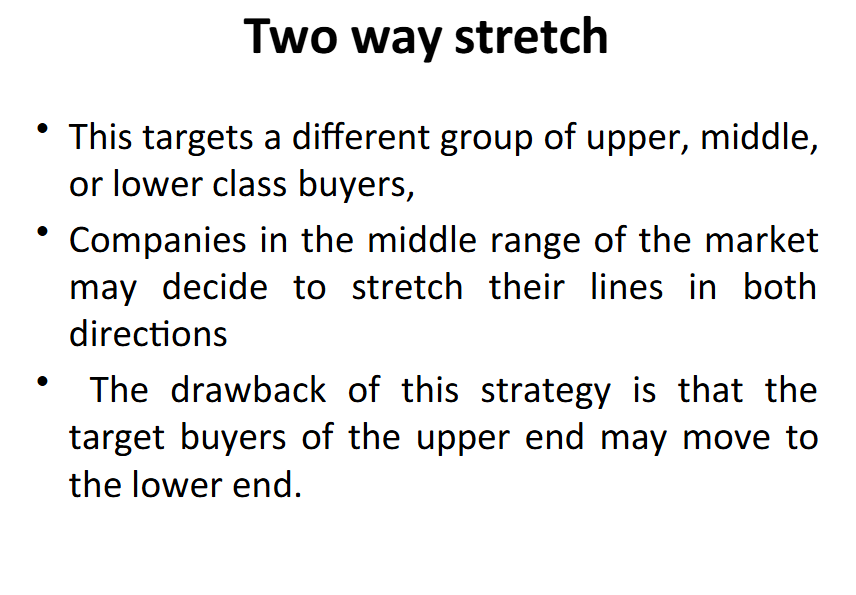 Two way stretch
• This targets a different group of upper, middle,
or lower class buyers,
• Companies in the middle range of the market
may decide to stretch their lines in both
directions
• The drawback of this strategy is that the
target buyers of the upper end may move to
the lower end.